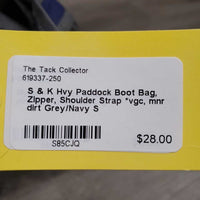 The Tack Collector
619337-250
S & K Hvy Paddock Boot Bag,
Zipper, Shoulder Strap *vgc, mnr
dirt Grey/Navy S
S85CJQ
$28.00